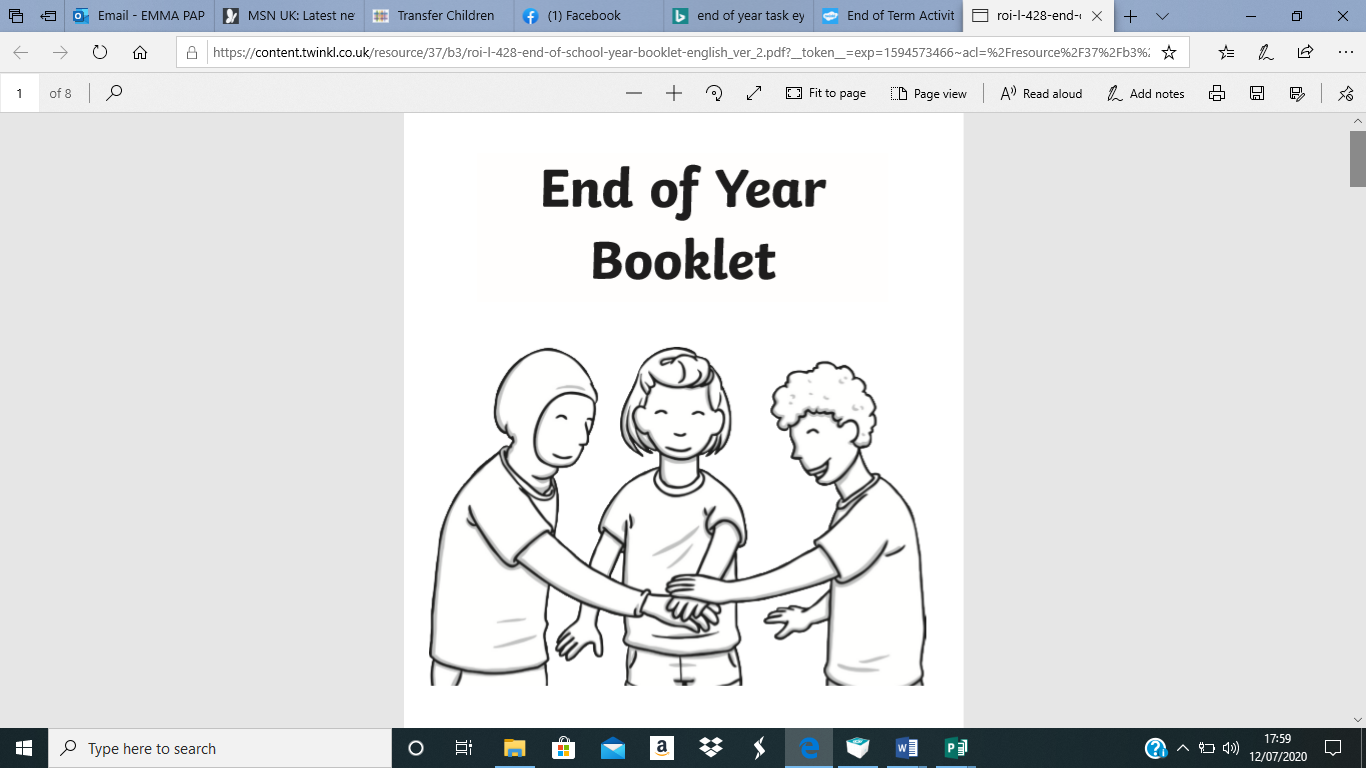 Email - EMMA PAP
MSN UK: Latest ne
Transfer Children
(1) Facebook
end of year task ey
End of Term Activit
roi-l-428-end-
https://content.twinkl.co.uk/resource/37/b3/roi-l-428-end-of-school-year-booklet-english_ver_2.pdf?__token__=exp=1594573466~acl=%2Fresource%2F37%2Fb3%2
1 of 8
Fit to page
Page view
Read aloud
Add notes
End of Year
Booklet
Type here to search
17:59
12/07/2020